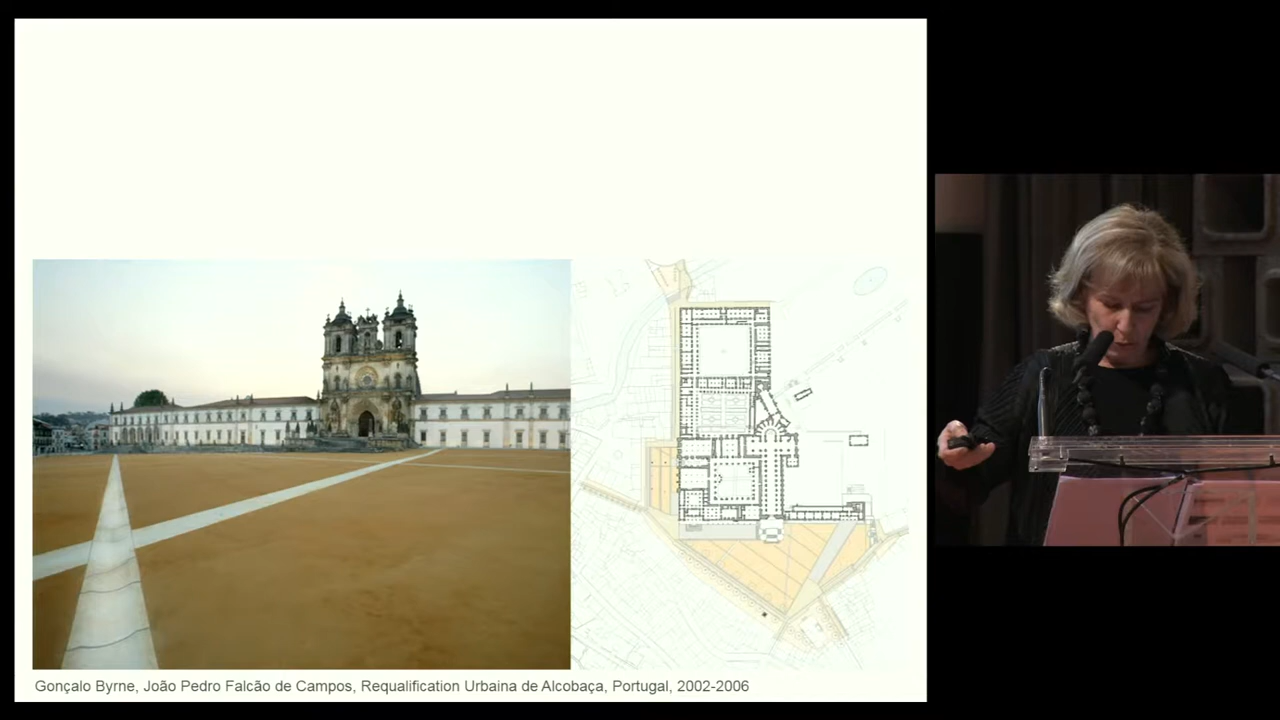 Gonçalo Byrne, João Pedro Falcão de Campos, Requalification Urbaina de Alcobaça, Portugal, 2002-2006